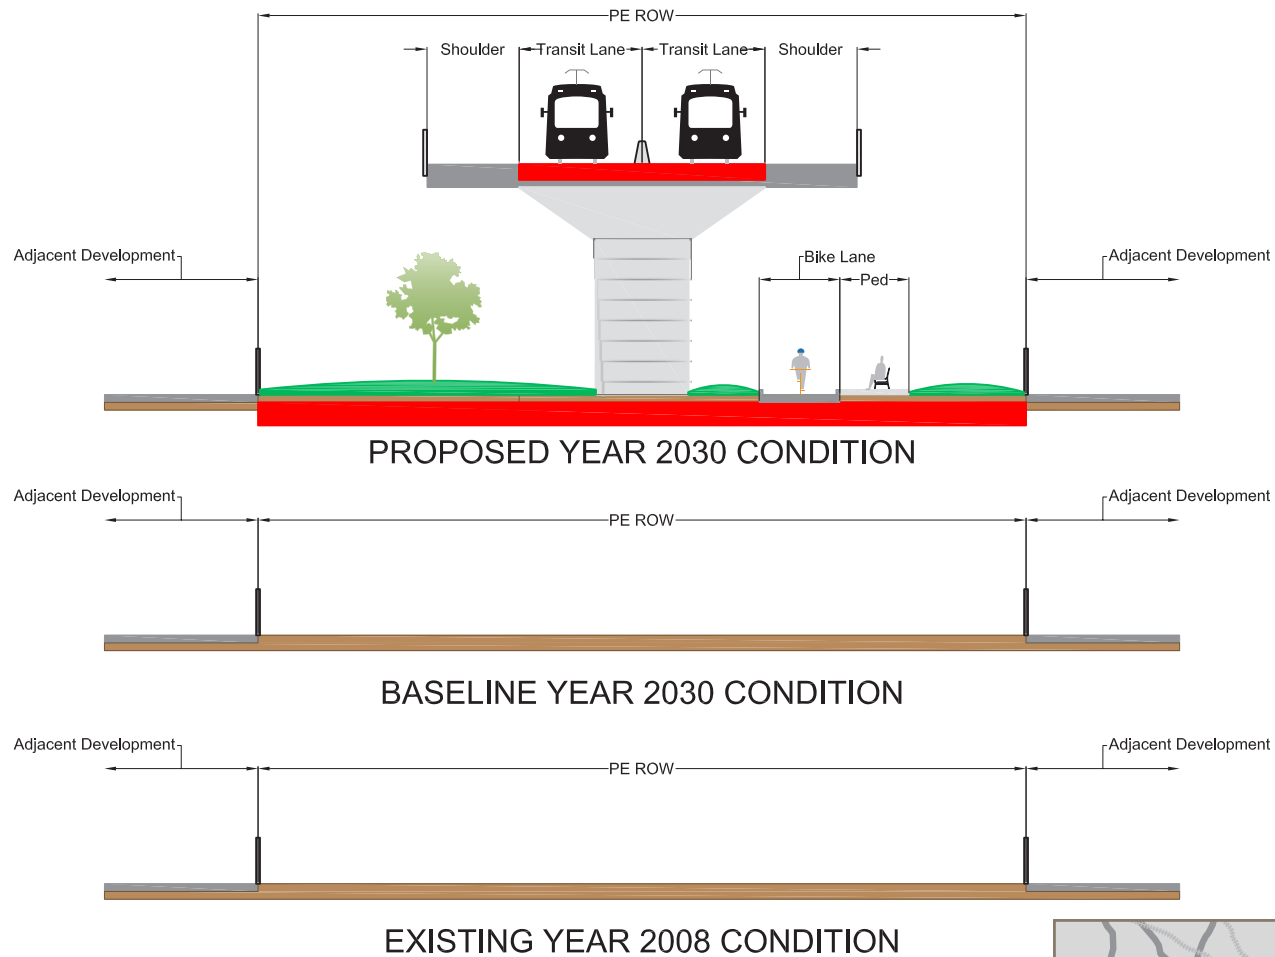 PE ROW
Shoulder
Transit Lane
Transit Lane
Shoulder
Adjacent Development
Adjacent Development
Bike Lane
Ped
PROPOSED YEAR 2030 CONDITION
Adjacent Development
Adjacent Development
PE ROW
BASELINE YEAR 2030 CONDITION
Adjacent Development
Adjacent Development
PE ROW
EXISTING YEAR 2008 CONDITION